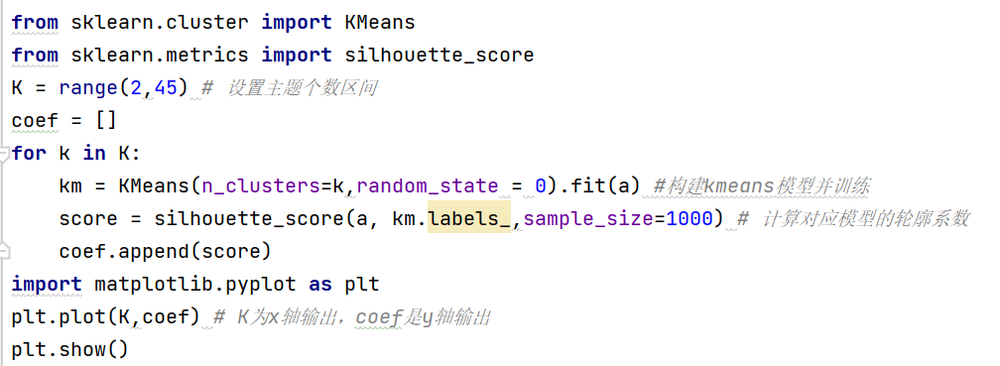 from sklearn.cluster import KMeans
from sklearn.metrics import silhouette_score
K = range(2,45) # 设置主题个数区间
coef = []
for k in K:
    km = KMeans(n_clusters=k,random_state = 0).fit(a) #构建kmeans模型并训练
    score = silhouette_score(a, km.labels_,sample_size=1000) # 计算对应模型的轮廓系数
    coef.append(score)
import matplotlib.pyplot as plt
plt.plot(K,coef) # K为x轴输出，coef是y轴输出
plt.show()